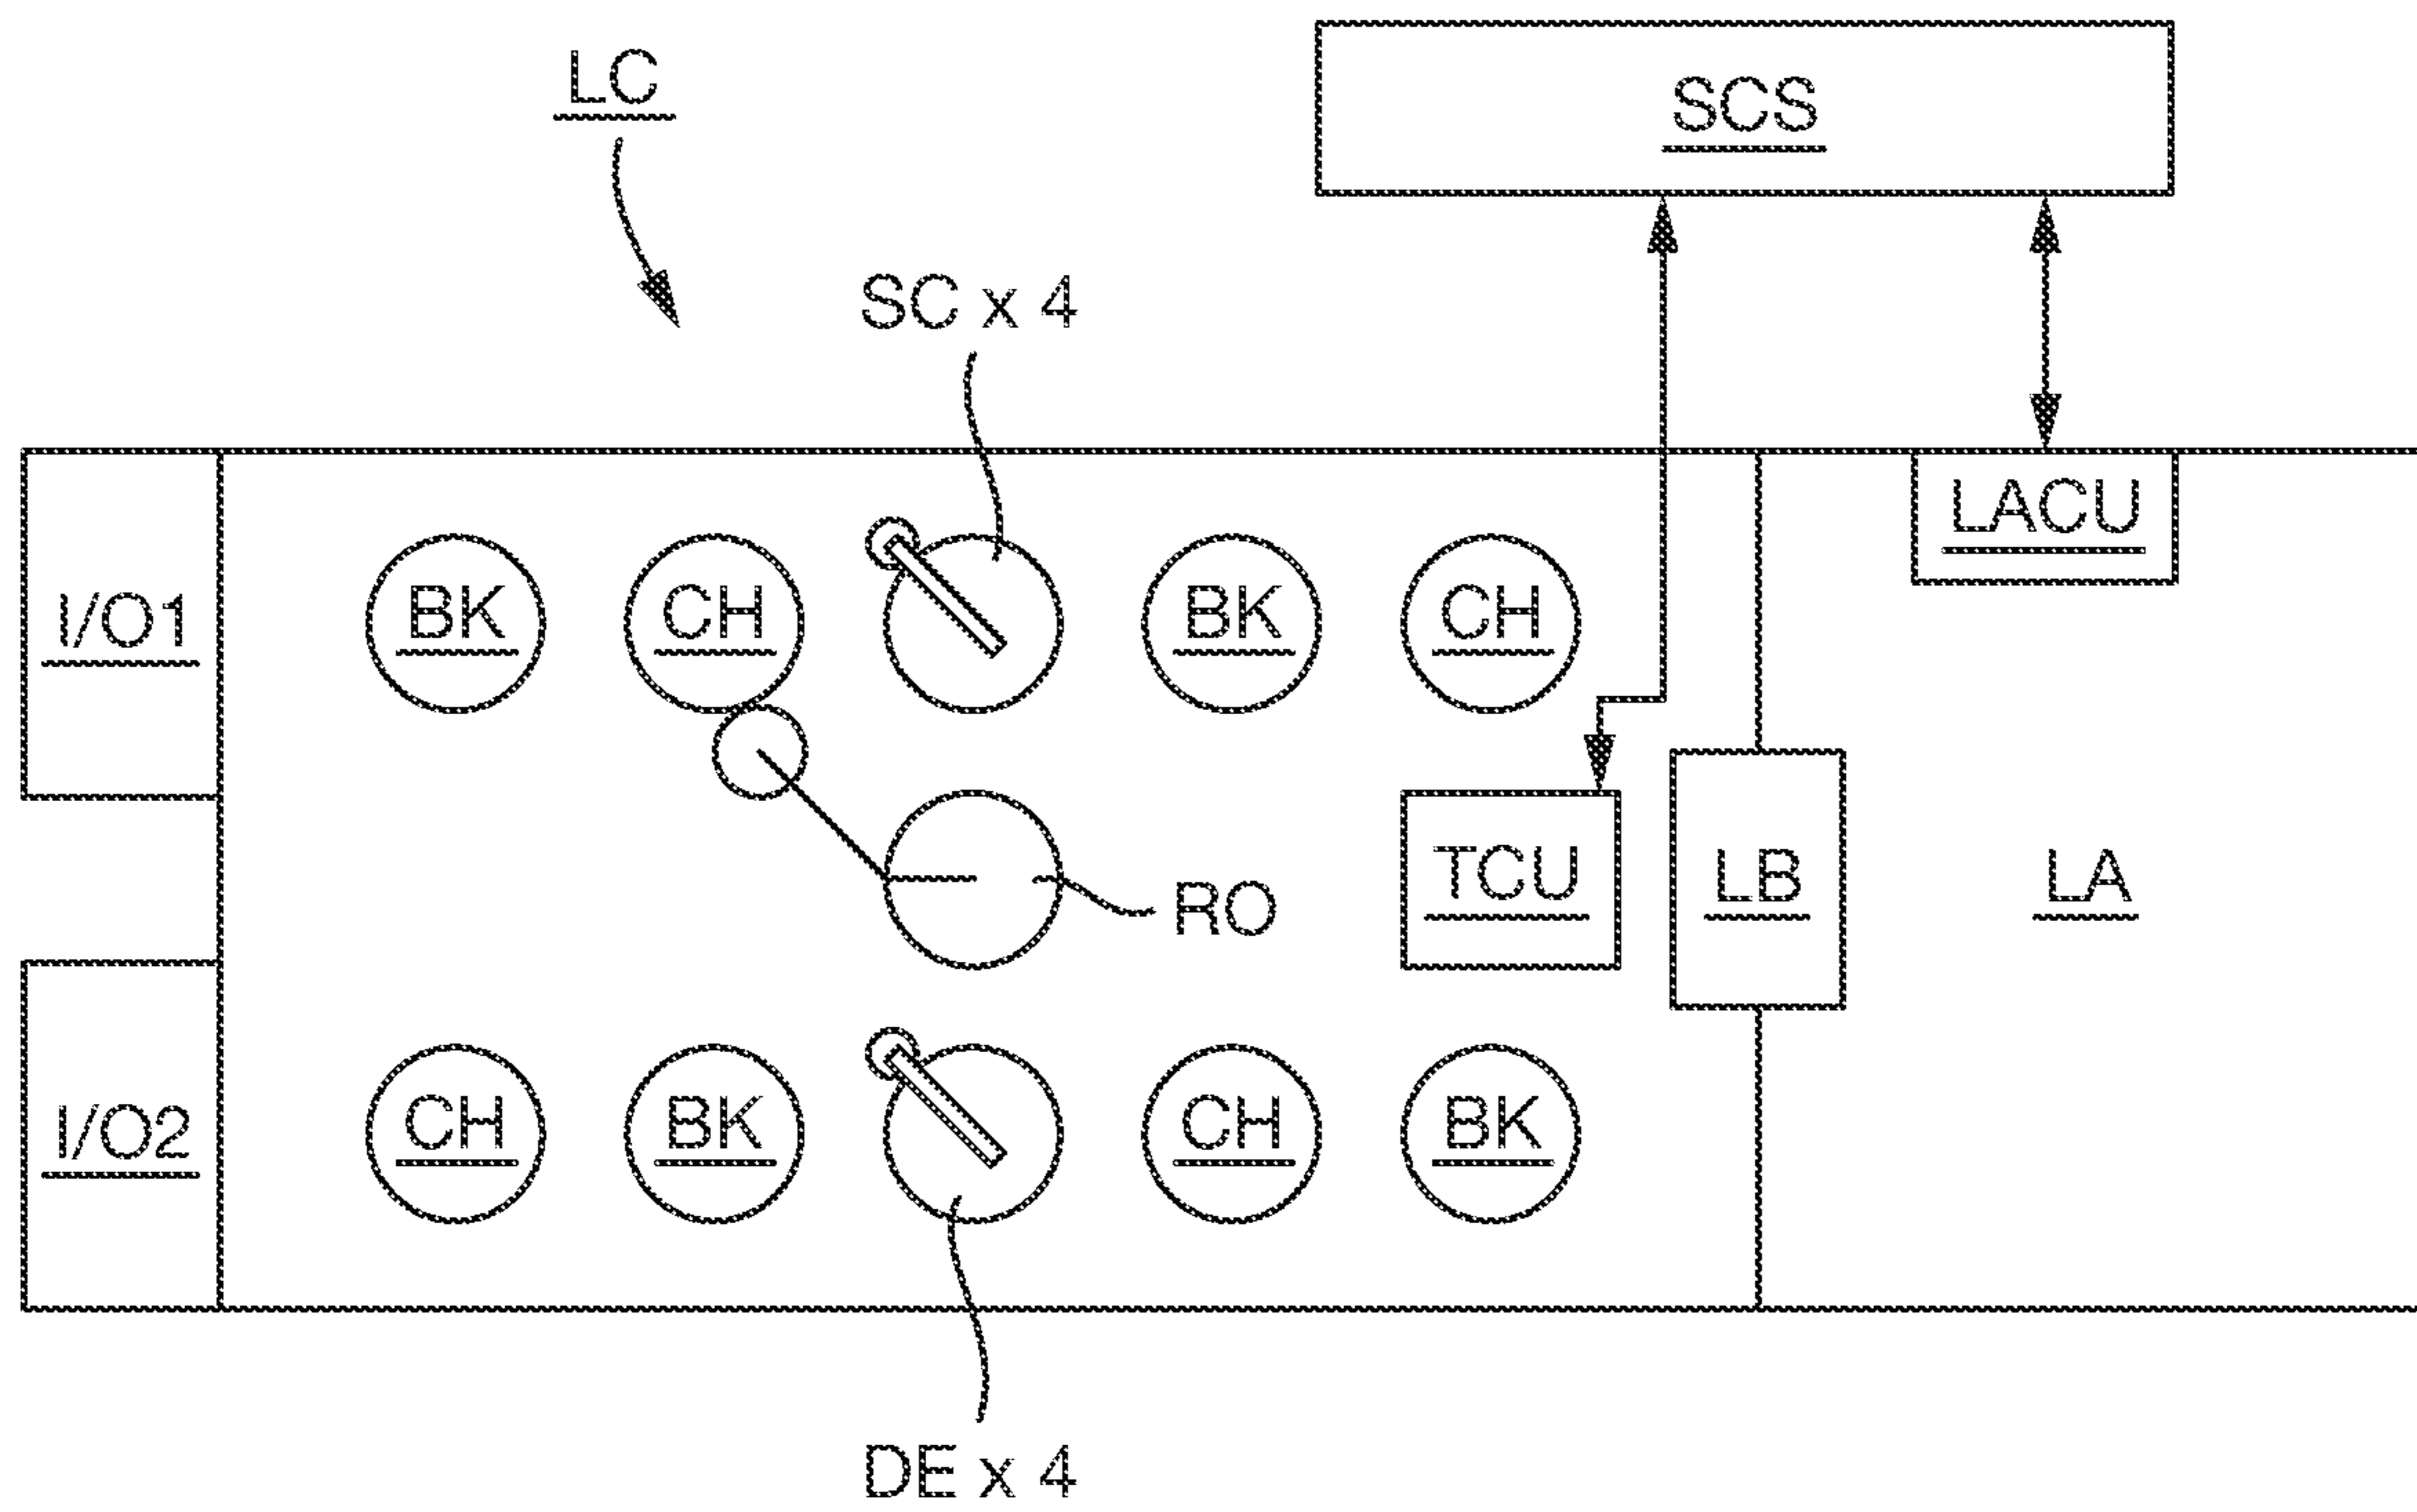 LC
SCS
SC x 4
LACU
I/O1
BK
CH
BK
CH
RO
TCU
LB
LA
I/O2
CH
BK
CH
BK
DE x 4